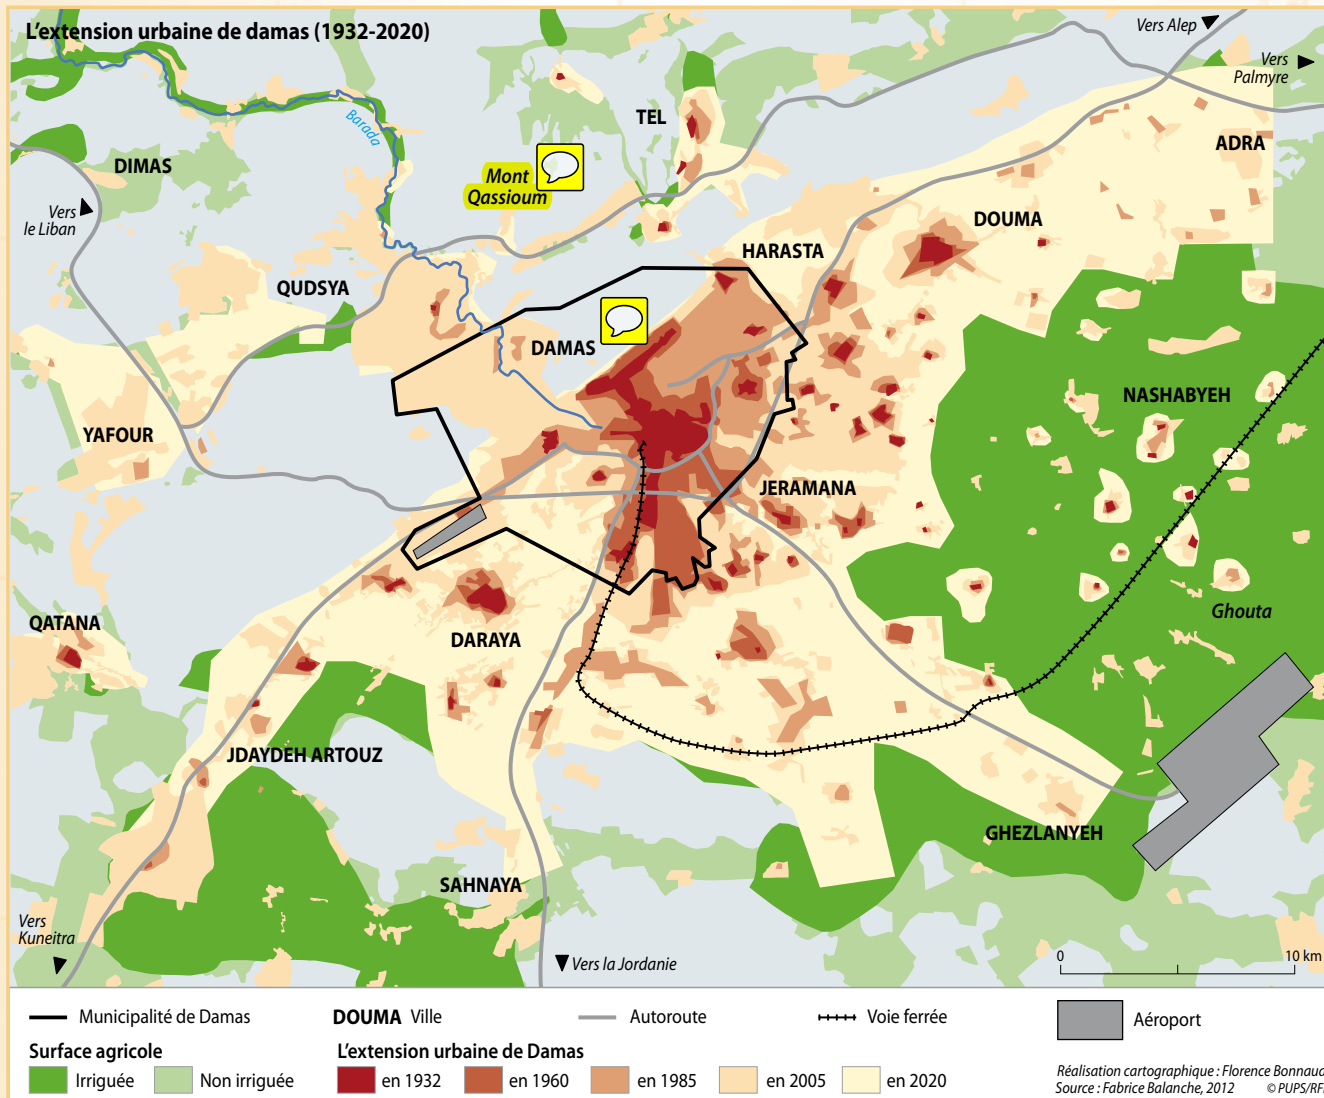 L'extension urbaine de damas (1932-2020)
Vers Alep
Vers
Palmyre
TEL
ADRA
Barada
DIMAS
Mont
Qassioum
Vers
le Liban
DOUMA
HARASTA
QUDSYA
DAMAS
NASHABYEH
YAFOUR
JERAMANA
Ghouta
QATANA
DARAYA
JDAYDEH ARTOUZ
GHEZLANYEH
SAHNAYA
Vers
Kuneitra
Vers la Jordanie
0 10 km
Municipalité de Damas
DOUMA Ville
Autoroute
Voie ferrée
Aéroport
Surface agricole
Irriguée
Non irriguée
L'extension urbaine de Damas
en 1932
en 1960
en 1985
en 2005
en 2020
Réalisation cartographique : Florence Bonnaud
Source : Fabrice Balanche, 2012 © PUPS/RF